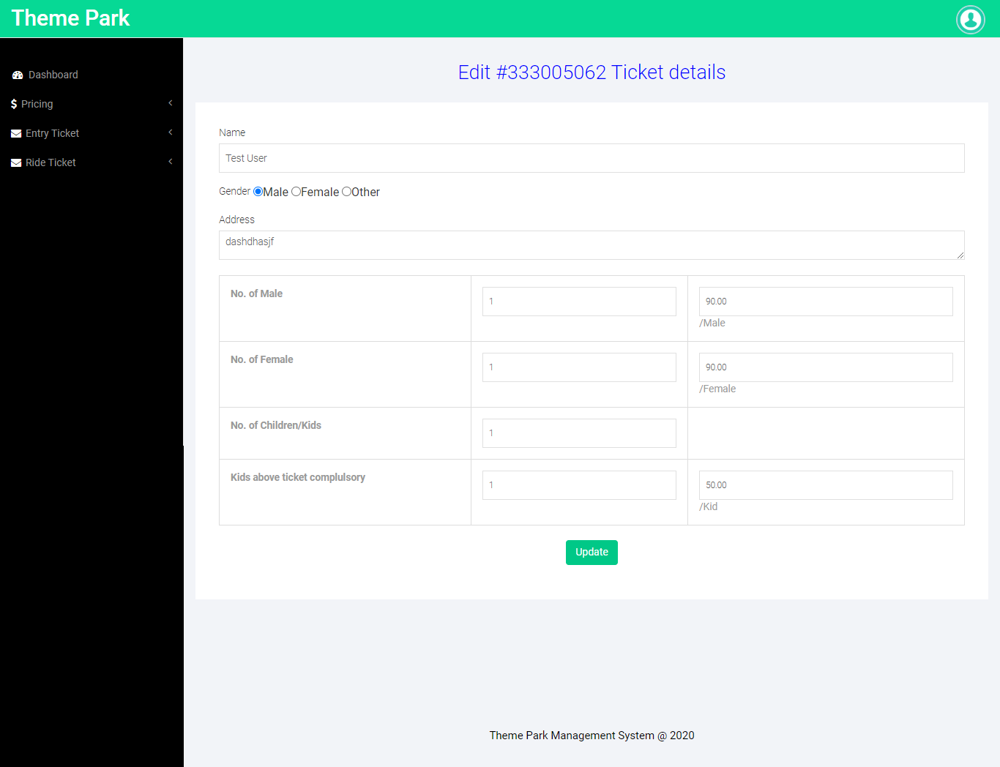 Theme Park
Dashboard
Pricing
Entry Ticket
Ride Ticket
Edit #333005062 Ticket details
Name
Test User
Gender Male Female Other
Address
dashdhasjf
No. of Male 1 90.00
/Male
No. of Female 1 90.00
/Female
No. of Children/Kids 1
Kids above ticket complulsory 1 50.00
/Kid
Update
Theme Park Management System @ 2020